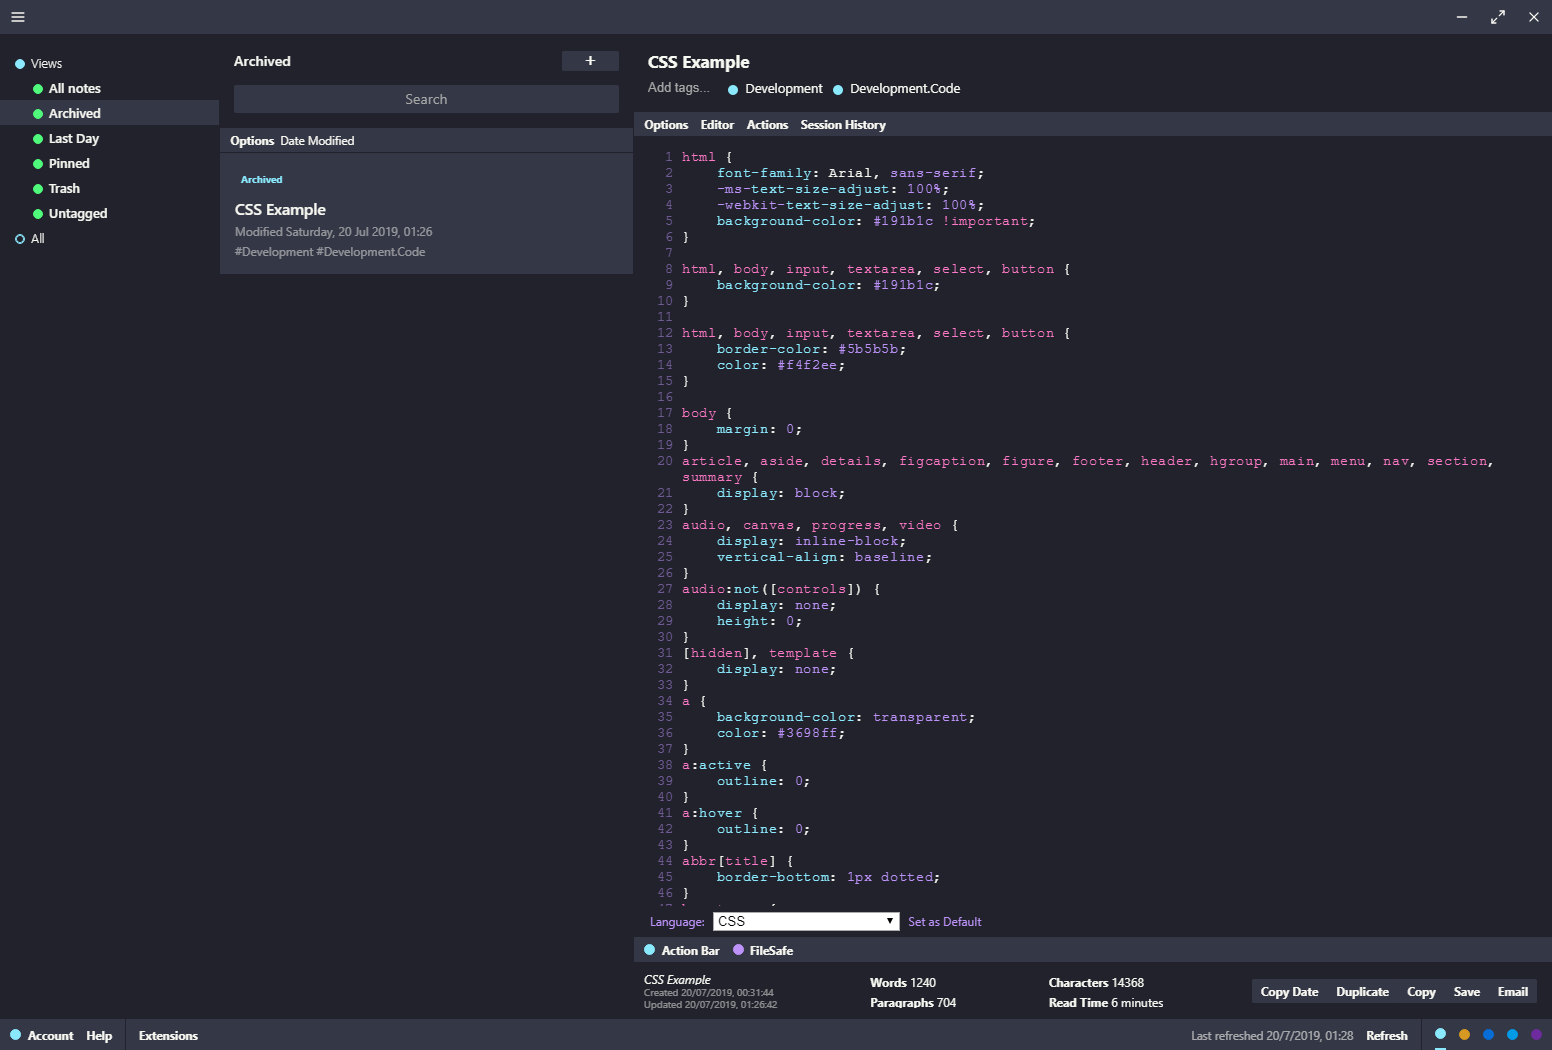 Views
All notes
Archived
Last Day
Pinned
Trash
Untagged
All
Archived
+
Search
Options Date Modified
Archived
CSS Example
Modified Saturday, 20 Jul 2019, 01:26
#Development #Development.Code
CSS Example
Add tags... Development Development.Code
Options Editor Actions Session History
1 html {
2     font-family: Arial, sans-serif;
3     -ms-text-size-adjust: 100%;
4     -webkit-text-size-adjust: 100%;
5     background-color: #191b1c !important;
6 }
7
8 html, body, input, textarea, select, button {
9     background-color: #191b1c;
10 }
11
12 html, body, input, textarea, select, button {
13     border-color: #5b5b5b;
14     color: #f4f2ee;
15 }
16
17 body {
18     margin: 0;
19 }
20 article, aside, details, figcaption, figure, footer, header, hgroup, main, menu, nav, section,
summary {
21     display: block;
22 }
23 audio, canvas, progress, video {
24     display: inline-block;
25     vertical-align: baseline;
26 }
27 audio:not([controls]) {
28     display: none;
29     height: 0;
30 }
31 [hidden], template {
32     display: none;
33 }
34 a {
35     background-color: transparent;
36     color: #3698ff;
37 }
38 a:active {
39     outline: 0;
40 }
41 a:hover {
42     outline: 0;
43 }
44 abbr[title] {
45     border-bottom: 1px dotted;
46 }
Language: CSS Set as Default
Action Bar FileSafe
CSS Example
Created 20/07/2019, 00:31:44
Updated 20/07/2019, 01:26:42
Words 1240
Paragraphs 704
Characters 14368
Read Time 6 minutes
Copy Date Duplicate Copy Save Email
Account Help Extensions
Last refreshed 20/7/2019, 01:28 Refresh